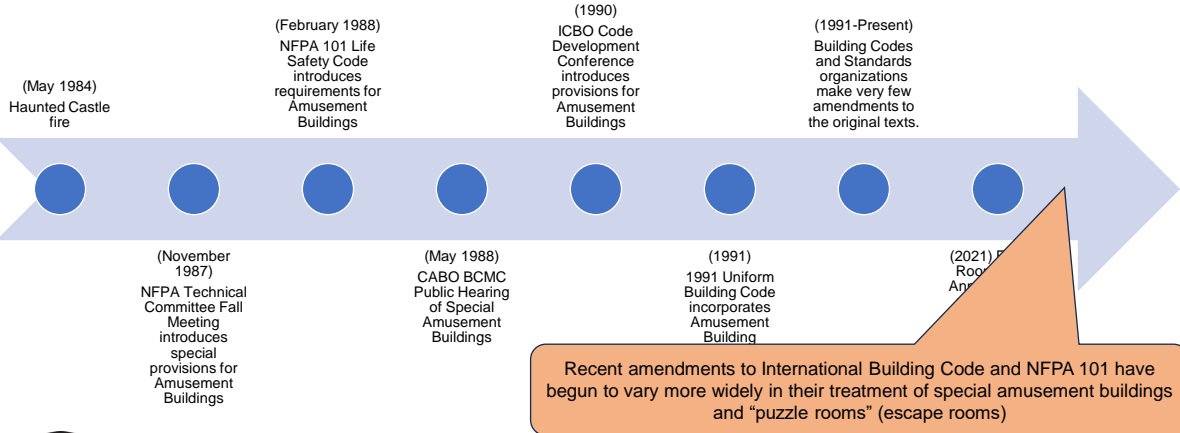 (May 1984)
Haunted Castle
fire
(November
1987)
NFPA Technical
Committee Fall
Meeting
introduces
special
provisions for
Amusement
Buildings
(February 1988)
NFPA 101 Life
Safety Code
introduces
requirements for
Amusement
Buildings
(May 1988)
CABO BCMC
Public Hearing
of Special
Amusement
Buildings
(1990)
ICBO Code
Development
Conference
introduces
provisions for
Amusement
Buildings
(1991)
1991 Uniform
Building Code
incorporates
Amusement
Building
(1991-Present)
Building Codes
and Standards
organizations
make very few
amendments to
the original texts.
(2021)
Recent amendments to International Building Code and NFPA 101 have
begun to vary more widely in their treatment of special amusement buildings
and “puzzle rooms” (escape rooms)